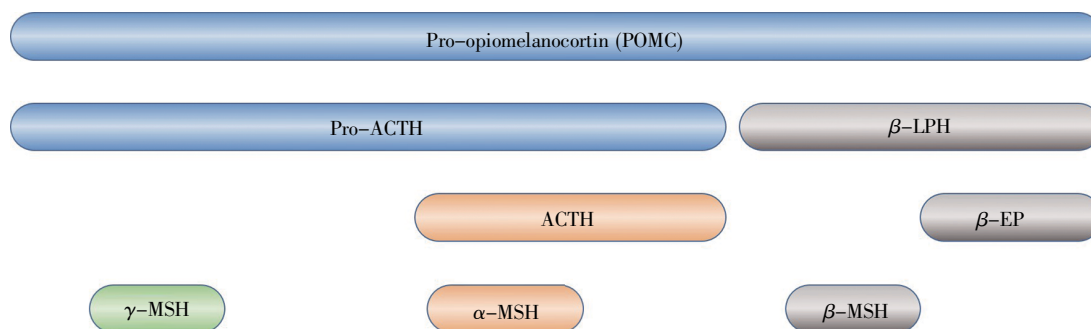 Pro-opiomelanocortin (POMC)
Pro-ACTH
β-LPH
ACTH
β-EP
γ-MSH
α-MSH
β-MSH